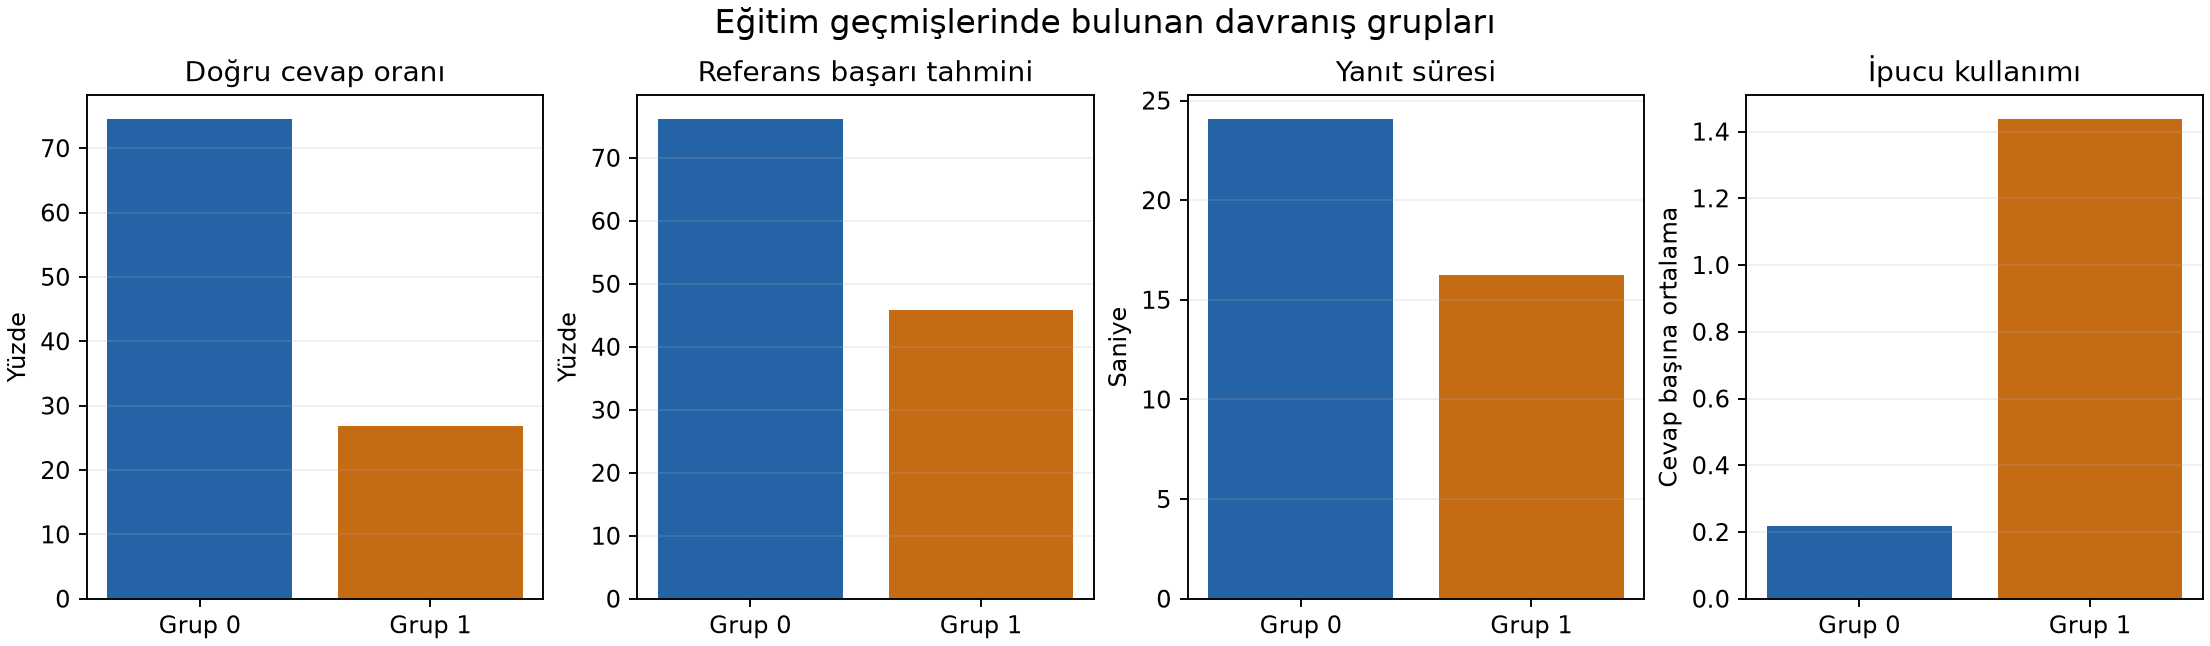 Eğitim geçmişlerinde bulunan davranış grupları
Doğru cevap oranı
Yüzde
70
60
50
40
30
20
10
0
Grup 0
Grup 1
Referans başarı tahmini
Yüzde
70
60
50
40
30
20
10
0
Grup 0
Grup 1
Yanıt süresi
Saniye
25
20
15
10
5
0
Grup 0
Grup 1
İpucu kullanımı
Cevap başına ortalama
1.4
1.2
1.0
0.8
0.6
0.4
0.2
0.0
Grup 0
Grup 1